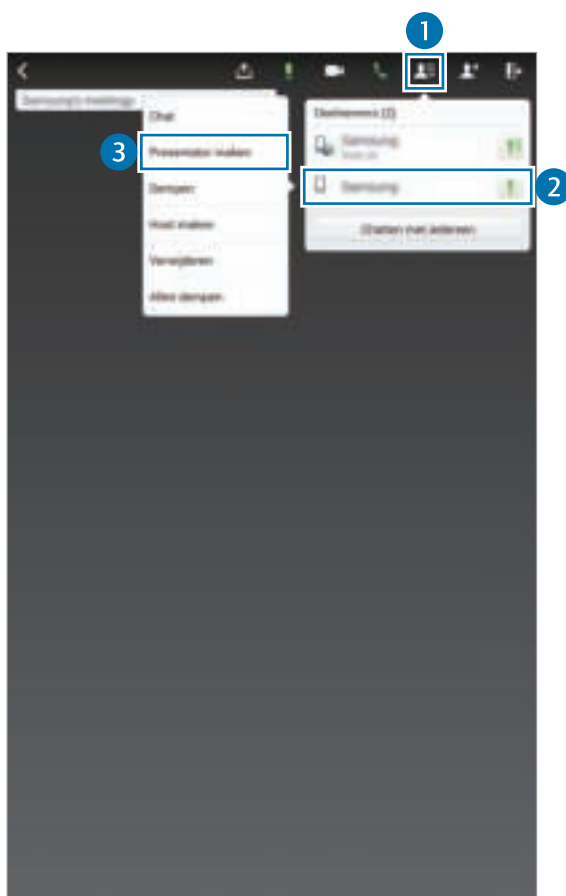 1
Samsung's meetings
Deelnemers (2)
Chat
Samsung
3
Presentator maken
Dempen
Samsung
2
Host maken
Chatten met iedereen
Verwijderen
Alles dempen